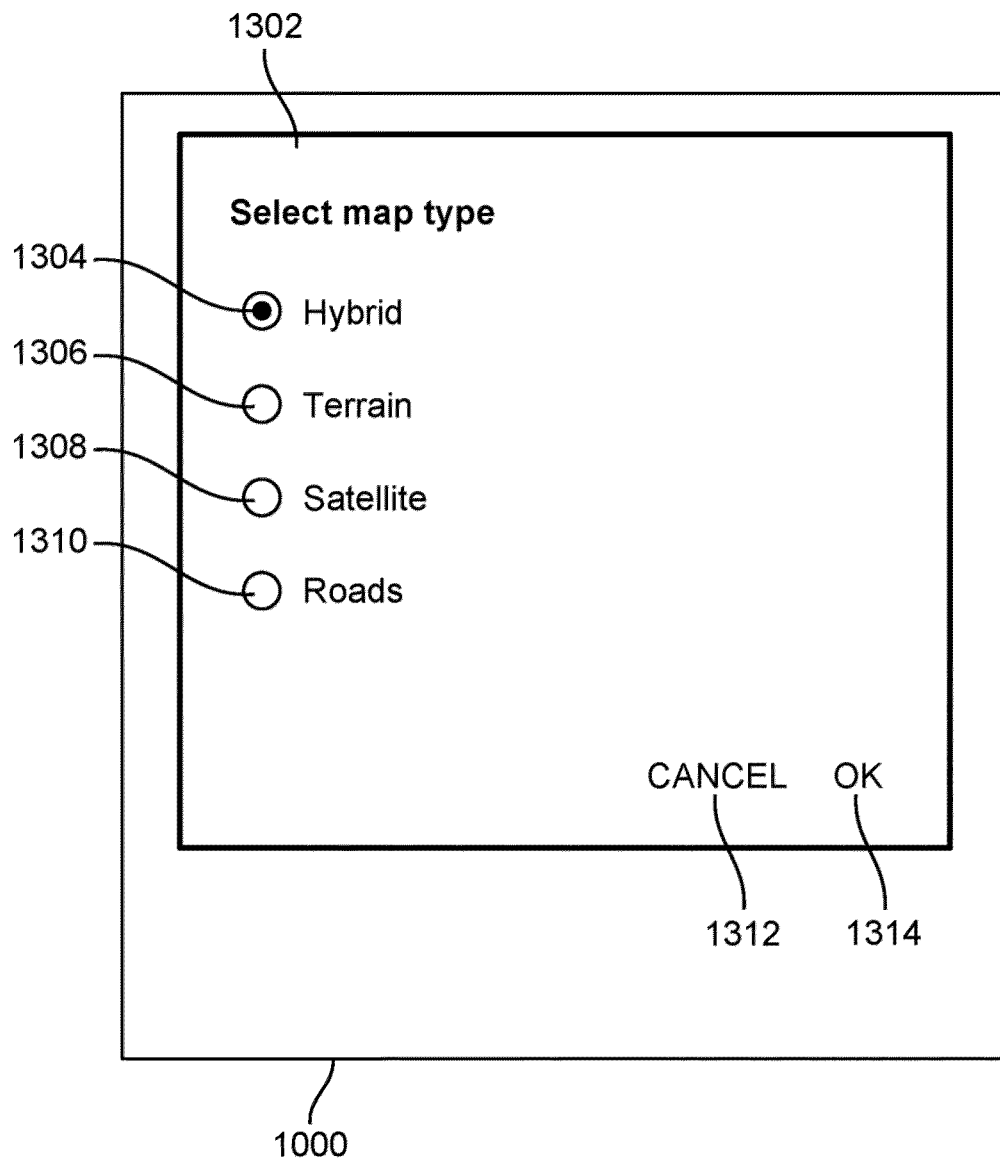 1302
Select map type
1304
Hybrid
1306
Terrain
1308
Satellite
1310
Roads
CANCEL OK
1312 1314
1000